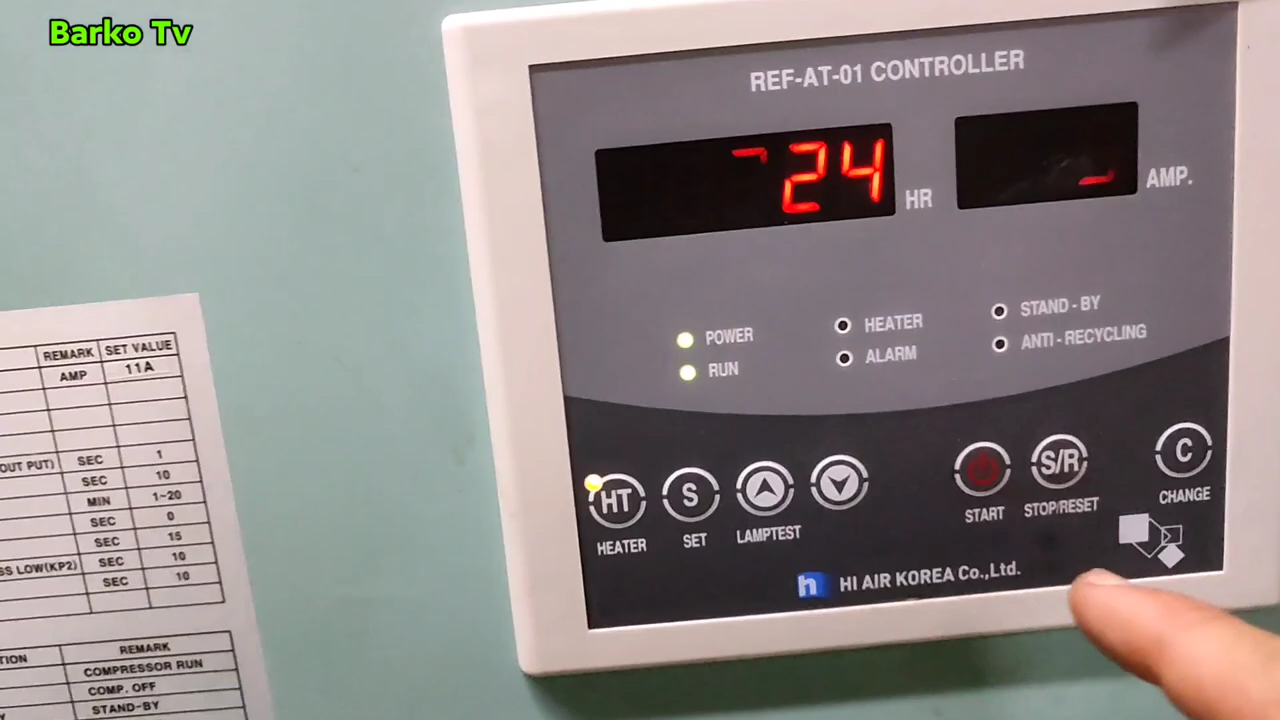 Barko Tv
REF-AT-01 CONTROLLER
24
HR
AMP.
POWER
HEATER
STAND-BY
RUN
ALARM
ANTI-RECYCLING
HT
S
S/R
C
HEATER
SET
LAMPTEST
START
STOP/RESET
CHANGE
h HI AIR KOREA Co.,Ltd.
REMARK SET VALUE
AMP 11A
OUT PUT) SEC 1
SEC 10
MIN 1~20
SEC 0
SEC 15
SS LOW(KP2) SEC 10
SEC 10
TION REMARK
COMPRESSOR RUN
COMP. OFF
STAND-BY